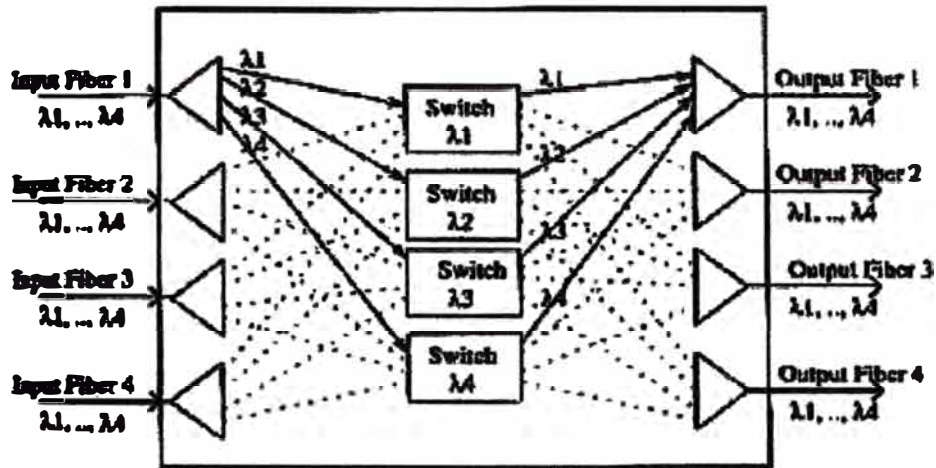 Input Fiber 1
λ1, .., λ4
Input Fiber 2
λ1, .., λ4
Input Fiber 3
λ1, .., λ4
Input Fiber 4
λ1, .., λ4
λ1
λ2
λ3
λ4
Switch
λ1
Switch
λ2
Switch
λ3
Switch
λ4
λ1
λ2
λ3
λ4
Output Fiber 1
λ1, .., λ4
Output Fiber 2
λ1, .., λ4
Output Fiber 3
λ1, .., λ4
Output Fiber 4
λ1, .., λ4